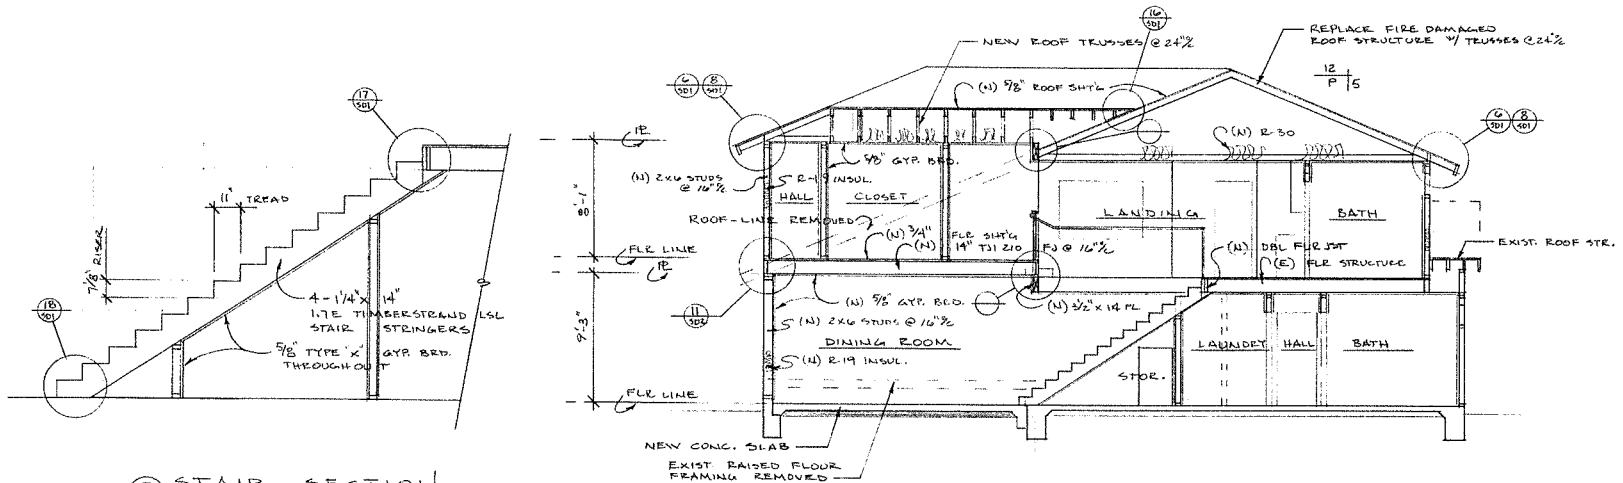 17
SD1
11" TREAD
7 1/8" RISER
18
SD1
4 - 1 1/4" x 14"
1.7E TIMBERSTRAND LSL
STAIR STRINGERS
5/8" TYPE 'X' GYP. BRD.
THROUGHOUT
STAIR SECTION
6
SD1
8
SD1
NEW ROOF TRUSSES @ 24"
16
SD1
REPLACE FIRE DAMAGED
ROOF STRUCTURE W/ TRUSSES @ 24"
12
5
(N) 5/8" ROOF SHT'G
6
SD1
8
SD1
(N) R-30
5/8" GYP. BRD.
(N) 2x6 STUDS
@ 16"
R-19 INSUL.
HALL
CLOSET
8'-1"
ROOF-LINE REMOVED
LANDING
BATH
(N) 3/4" FLR SHT'G
(N) 14" TJI 210 FJ @ 16"
FLR LINE
(N) DBL FLR JST
(E) FLR STRUCTURE
EXIST. ROOF STR.
11
SD2
(N) 5/8" GYP. BRD.
(N) 3 1/2" x 14 PL
(N) 2x6 STUDS @ 16"
9'-3"
DINING ROOM
LAUNDRY
HALL
BATH
(N) R-19 INSUL.
STOR.
FLR LINE
NEW CONC. SLAB
EXIST RAISED FLOOR
FRAMING REMOVED